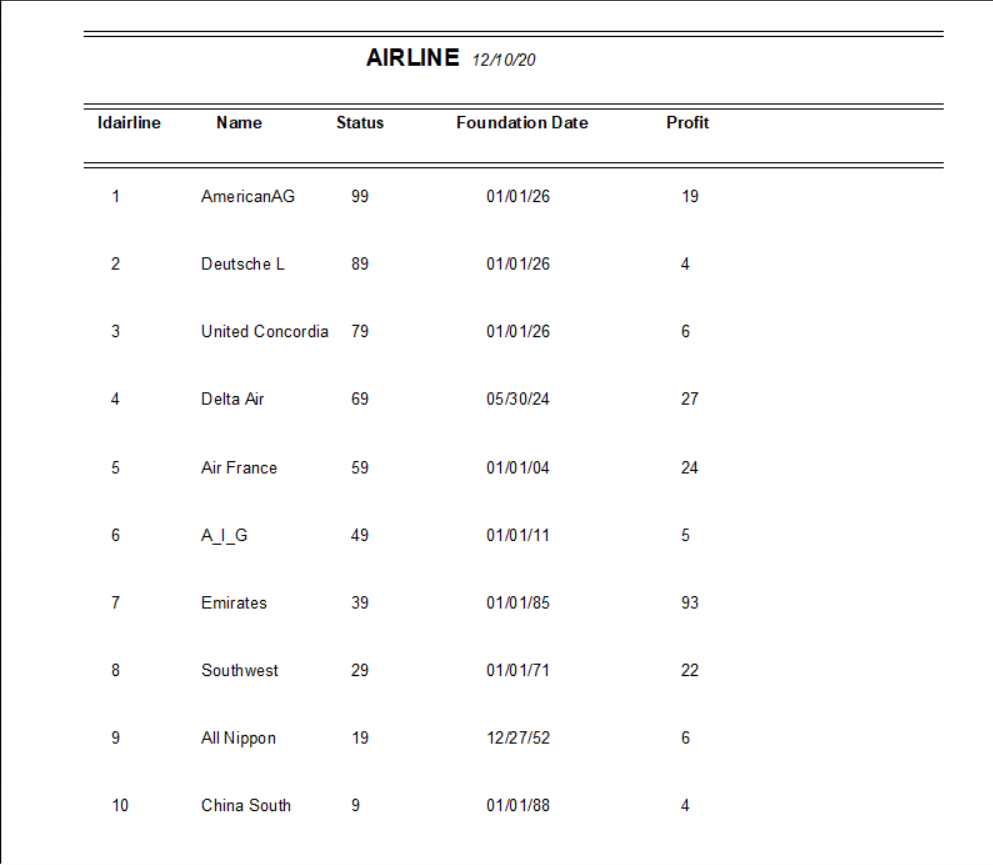 AIRLINE 12/10/20
Idairline Name Status Foundation Date Profit
1 AmericanAG 99 01/01/26 19
2 Deutsche L 89 01/01/26 4
3 United Concordia 79 01/01/26 6
4 Delta Air 69 05/30/24 27
5 Air France 59 01/01/04 24
6 A_I_G 49 01/01/11 5
7 Emirates 39 01/01/85 93
8 Southwest 29 01/01/71 22
9 All Nippon 19 12/27/52 6
10 China South 9 01/01/88 4